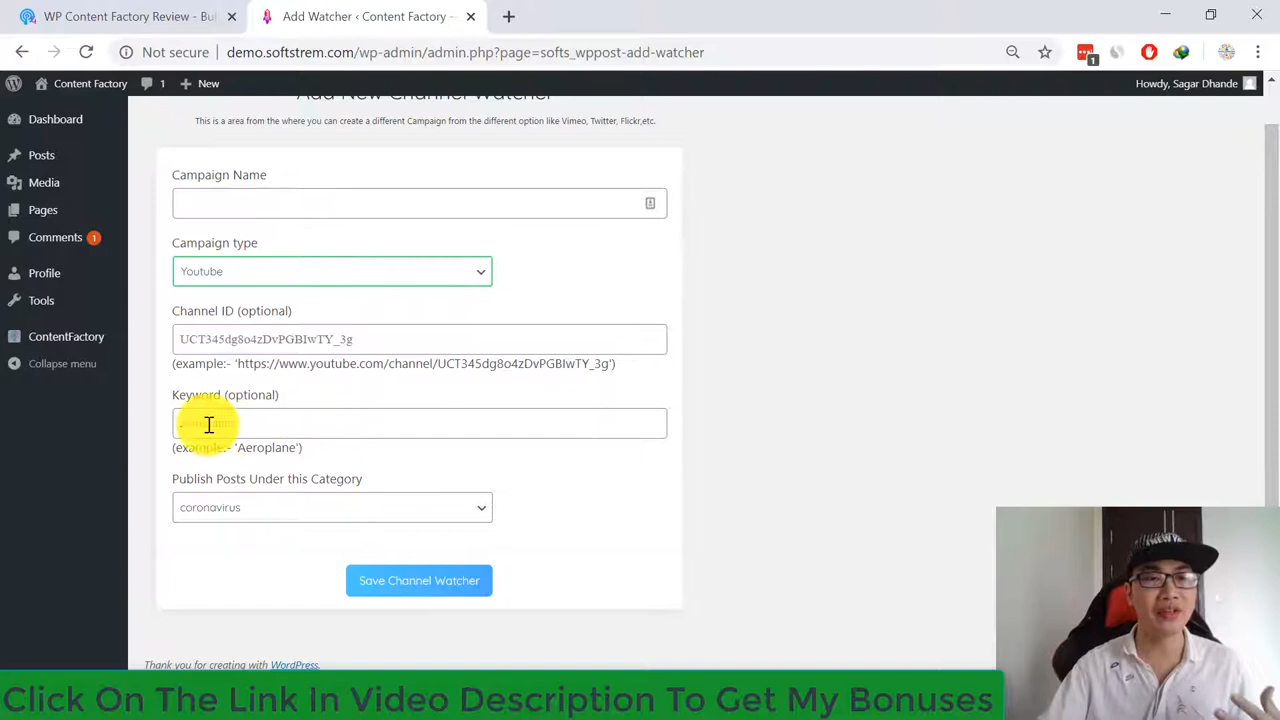 WP Content Factory Review - Bul
Add Watcher ‹ Content Factory –
Not secure
demo.softstrem.com/wp-admin/admin.php?page=softs_wppost-add-watcher
1
Content Factory
1
New
Howdy, Sagar Dhande
Dashboard
Posts
Media
Pages
Comments 1
Profile
Tools
ContentFactory
Collapse menu
Add New Channel Watcher
This is a area from the where you can create a different Campaign from the different option like Vimeo, Twitter, Flickr,etc.
Campaign Name
Campaign type
Youtube
Channel ID (optional)
UCT345dg8o4zDvPGBIwTY_3g
(example:- 'https://www.youtube.com/channel/UCT345dg8o4zDvPGBIwTY_3g')
Keyword (optional)
(example:- 'Aeroplane')
Publish Posts Under this Category
coronavirus
Save Channel Watcher
Thank you for creating with WordPress.
Click On The Link In Video Description To Get My Bonuses